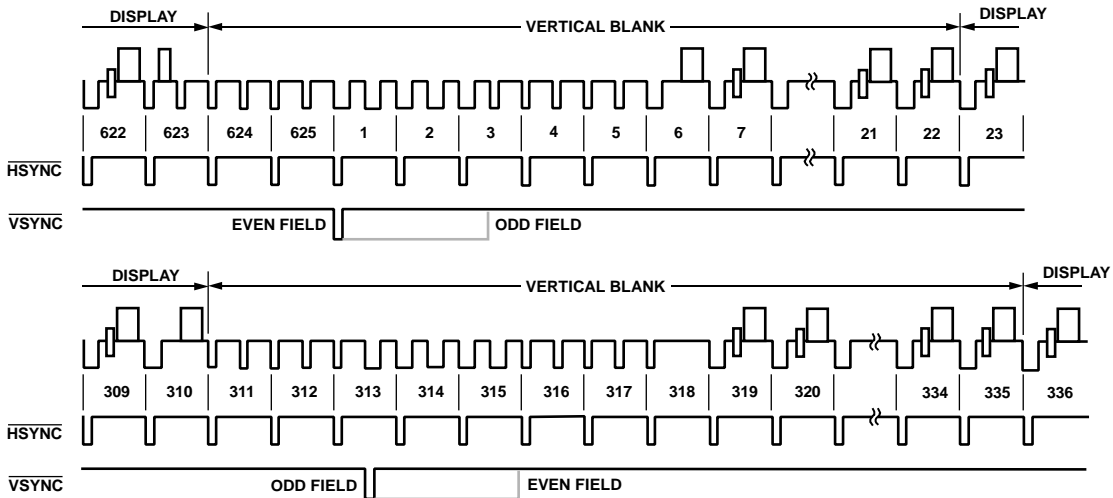 DISPLAY VERTICAL BLANK DISPLAY
622 623 624 625 1 2 3 4 5 6 7 21 22 23
HSYNC
VSYNC EVEN FIELD ODD FIELD
DISPLAY VERTICAL BLANK DISPLAY
309 310 311 312 313 314 315 316 317 318 319 320 334 335 336
HSYNC
VSYNC ODD FIELD EVEN FIELD